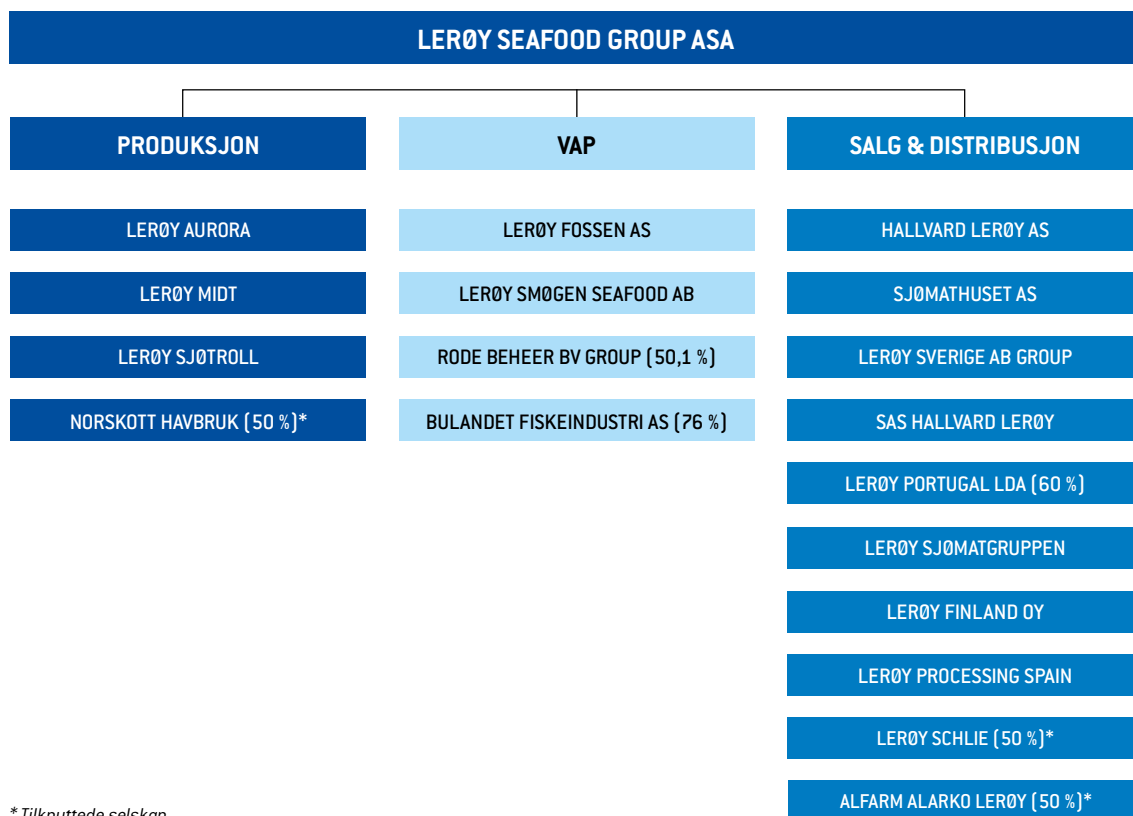 LERØY SEAFOOD GROUP ASA
PRODUKSJON
LERØY AURORA
LERØY MIDT
LERØY SJØTROLL
NORSKOTT HAVBRUK (50 %)*
VAP
LERØY FOSSEN AS
LERØY SMØGEN SEAFOOD AB
RODE BEHEER BV GROUP (50,1 %)
BULANDET FISKEINDUSTRI AS (76 %)
SALG & DISTRIBUSJON
HALLVARD LERØY AS
SJØMATHUSET AS
LERØY SVERIGE AB GROUP
SAS HALLVARD LERØY
LERØY PORTUGAL LDA (60 %)
LERØY SJØMATGRUPPEN
LERØY FINLAND OY
LERØY PROCESSING SPAIN
LERØY SCHLIE (50 %)*
ALFARM ALARKO LERØY (50 %)*
* Tilknyttede selskap